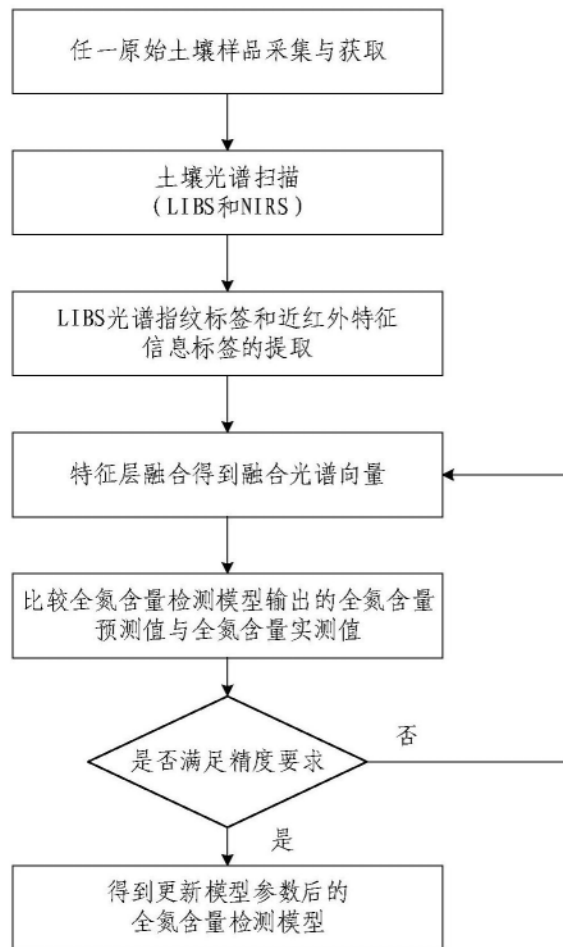 任一原始土壤样品采集与获取
土壤光谱扫描
(LIBS和NIRS)
LIBS光谱指纹标签和近红外特征
信息标签的提取
特征层融合得到融合光谱向量
比较全氮含量检测模型输出的全氮含量
预测值与全氮含量实测值
否
是否满足精度要求
是
得到更新模型参数后的
全氮含量检测模型